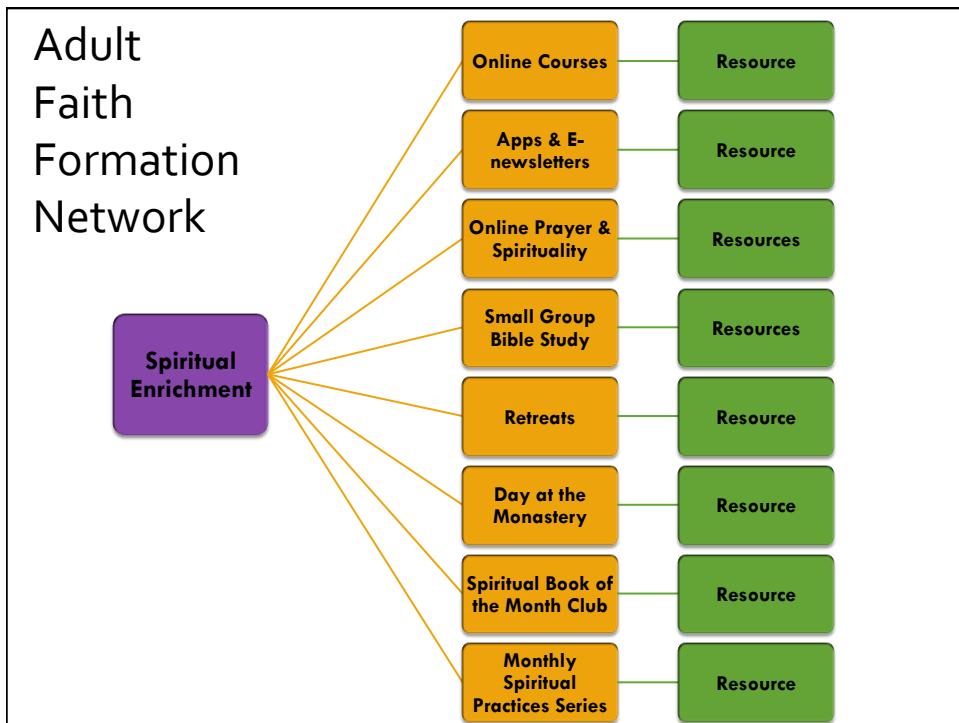 Adult
Faith
Formation
Network
Spiritual
Enrichment
Online Courses
Resource
Apps & E-
newsletters
Resource
Online Prayer &
Spirituality
Resources
Small Group
Bible Study
Resources
Retreats
Resource
Day at the
Monastery
Resource
Spiritual Book of
the Month Club
Resource
Monthly
Spiritual
Practices Series
Resource